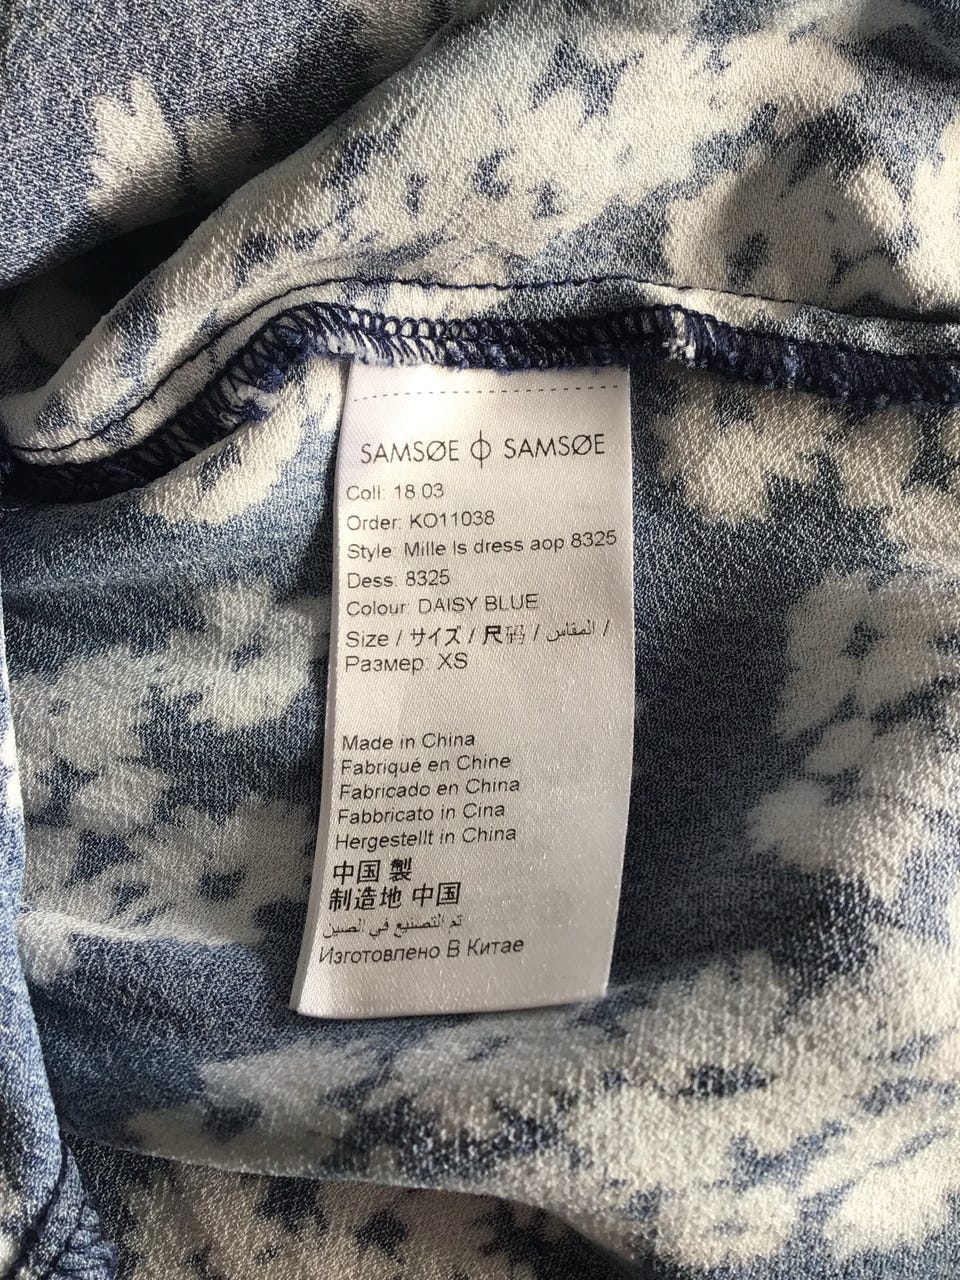 SAMSØE ϕ SAMSØE
Coll: 18.03
Order: KO11038
Style: Mille ls dress aop 8325
Dess: 8325
Colour: DAISY BLUE
Size / サイズ / 尺码 / المقاس /
Размер: XS
Made in China
Fabriqué en Chine
Fabricado en China
Fabbricato in Cina
Hergestellt in China
中国 製
制造地 中国
تم التصنيع في الصين
Изготовлено В Китае